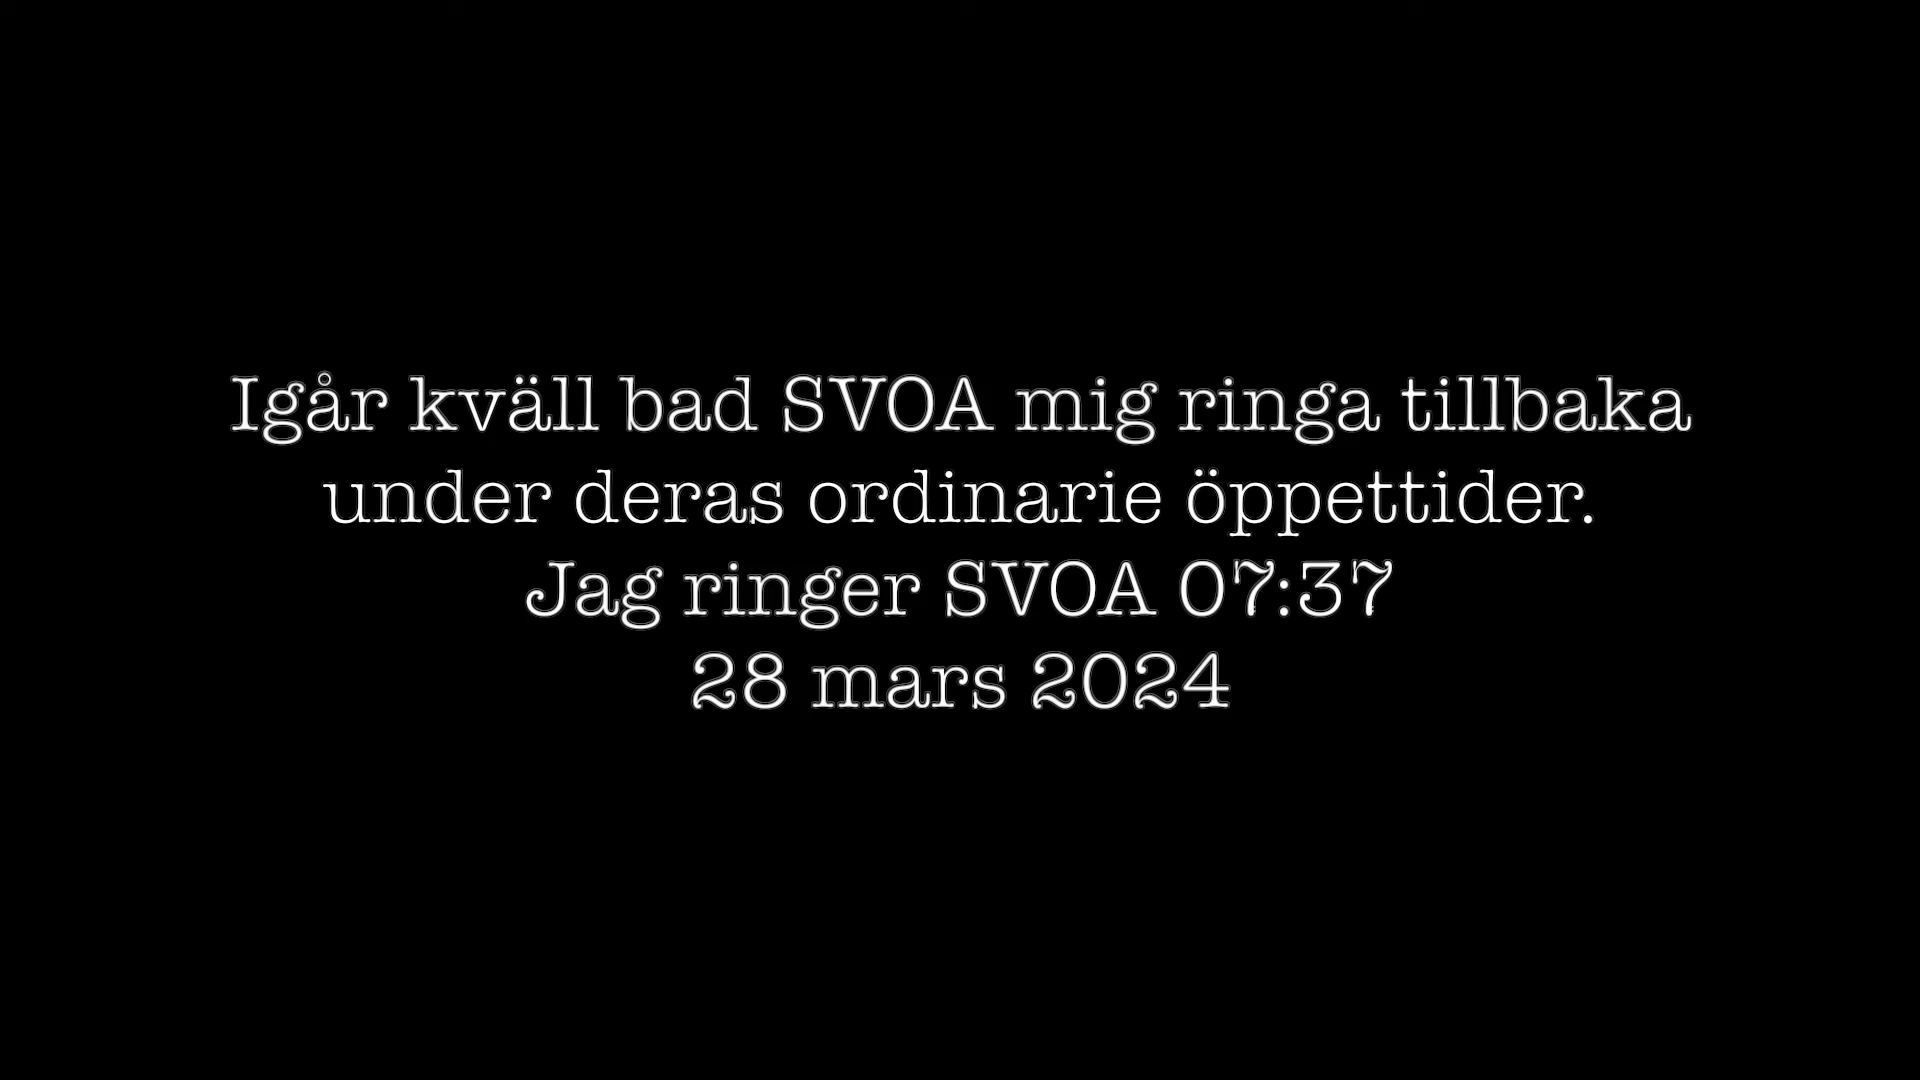 Igår kväll bad SVOA mig ringa tillbaka
under deras ordinarie öppettider.
Jag ringer SVOA 07:37
28 mars 2024